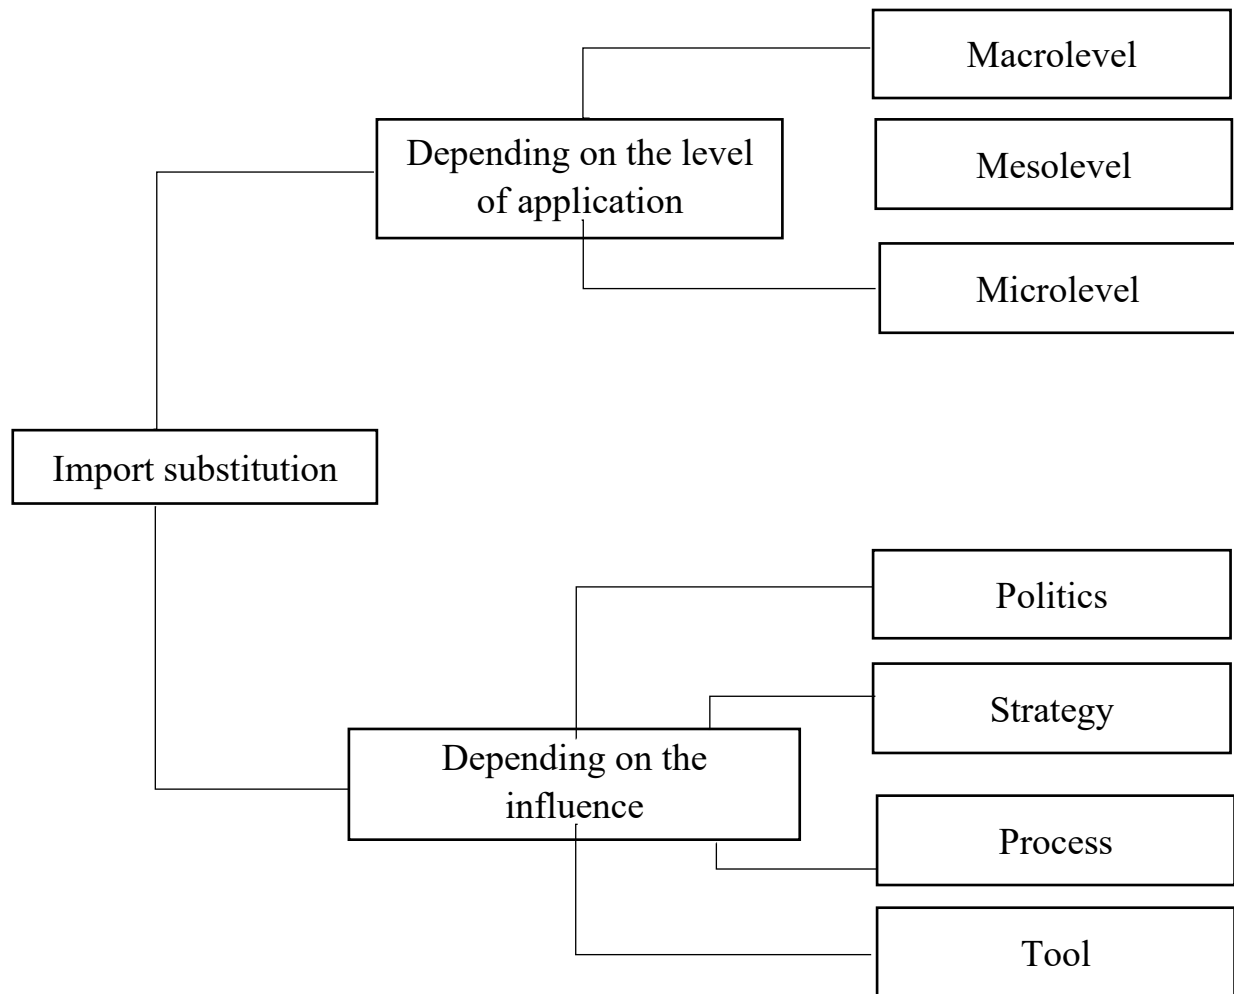 Macrolevel
Depending on the level
of application
Mesolevel
Microlevel
Import substitution
Politics
Strategy
Depending on the
influence
Process
Tool